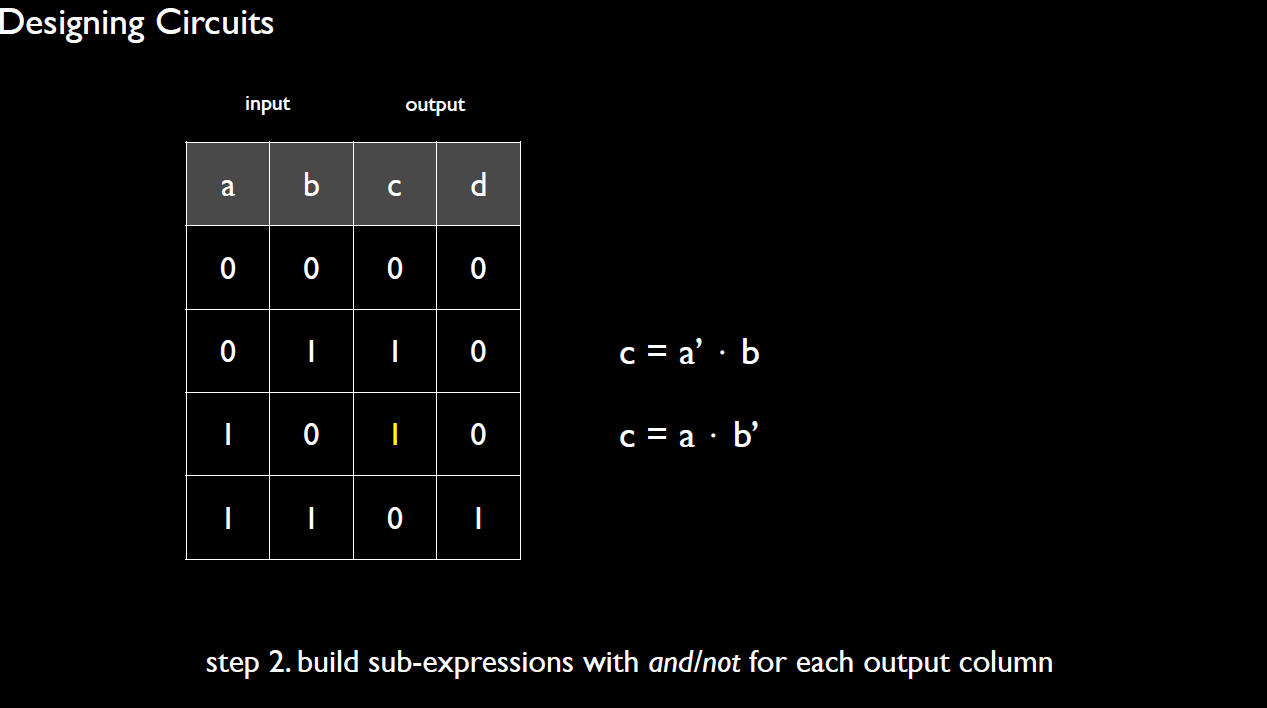 Designing Circuits
input output
a b c d
0 0 0 0
0 1 1 0 c = a’ · b
1 0 1 0 c = a · b’
1 1 0 1
step 2. build sub-expressions with and/not for each output column